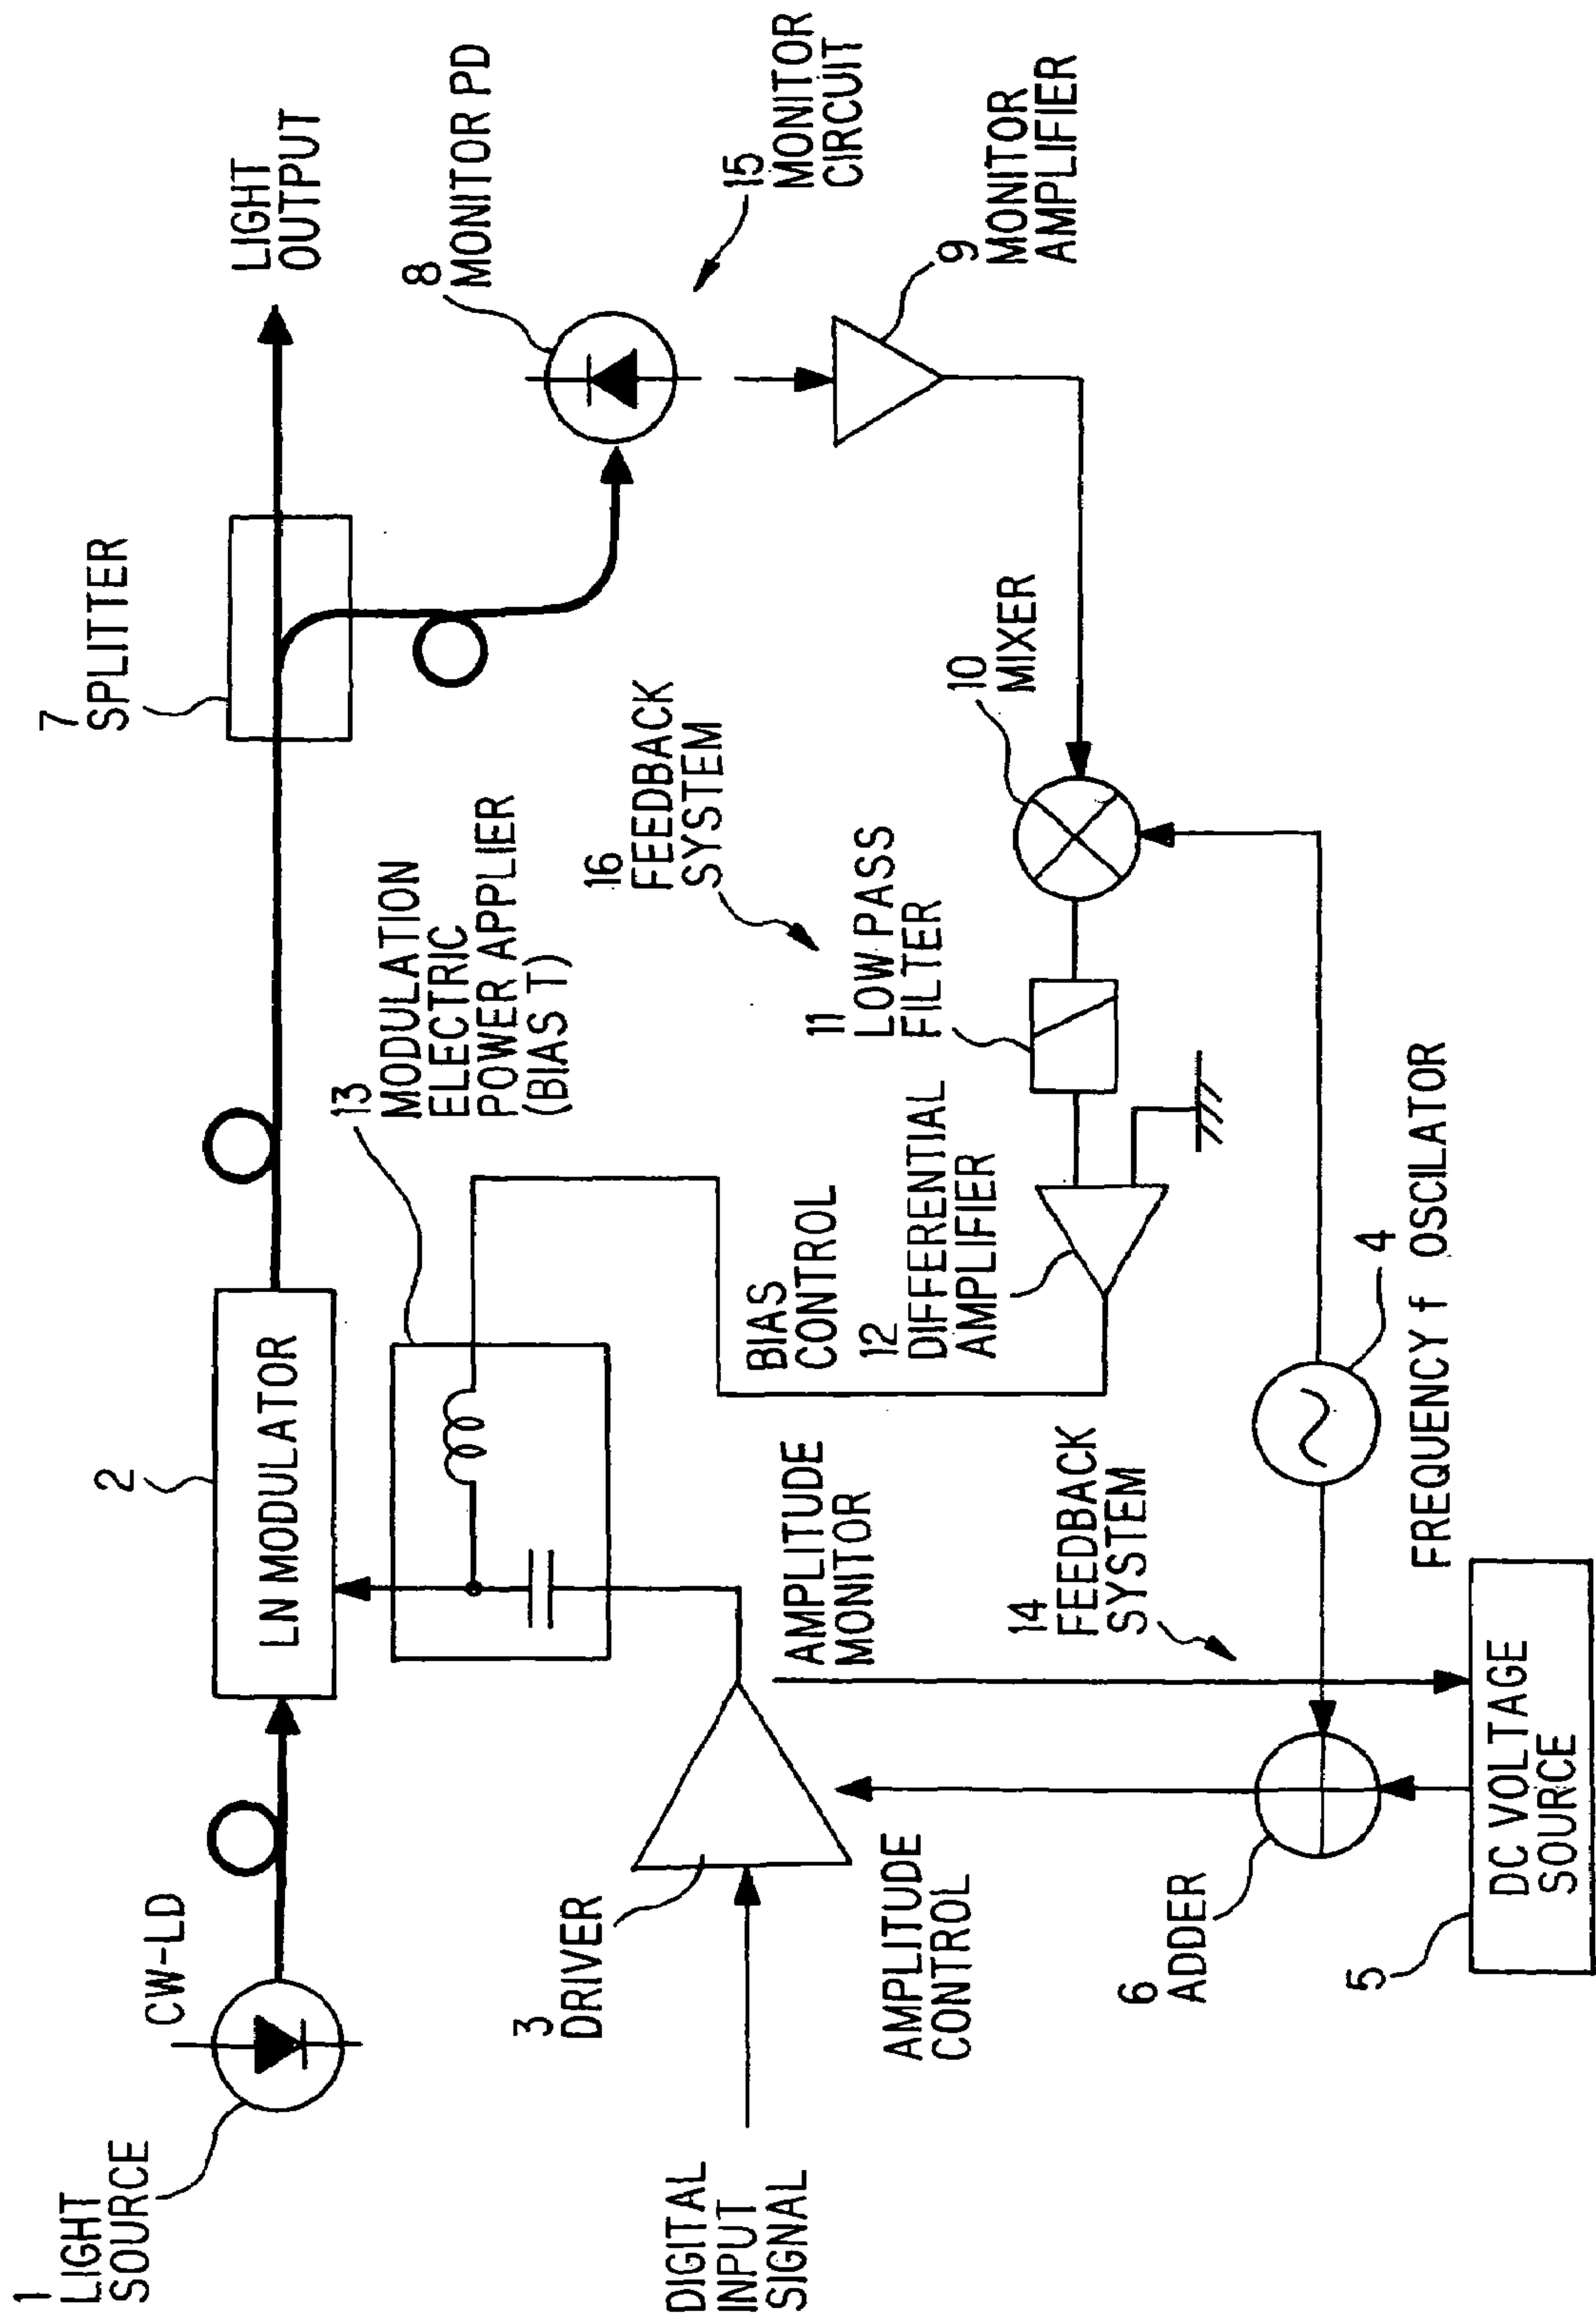 1
LIGHT
SOURCE
CW-LD
2
LN MODULATOR
7
SPLITTER
LIGHT
OUTPUT
8
MONITOR PD
15
MONITOR
CIRCUIT
9
MONITOR
AMPLIFIER
13
MODULATION
ELECTRIC
POWER APPLIER
(BIAS T)
16
FEEDBACK
SYSTEM
10
MIXER
11
LOW PASS
FILTER
BIAS
CONTROL
12
DIFFERENTIAL
AMPLIFIER
3
DRIVER
DIGITAL
INPUT
SIGNAL
AMPLITUDE
MONITOR
AMPLITUDE
CONTROL
14
FEEDBACK
SYSTEM
4
FREQUENCY f OSCILATOR
6
ADDER
5
DC VOLTAGE
SOURCE